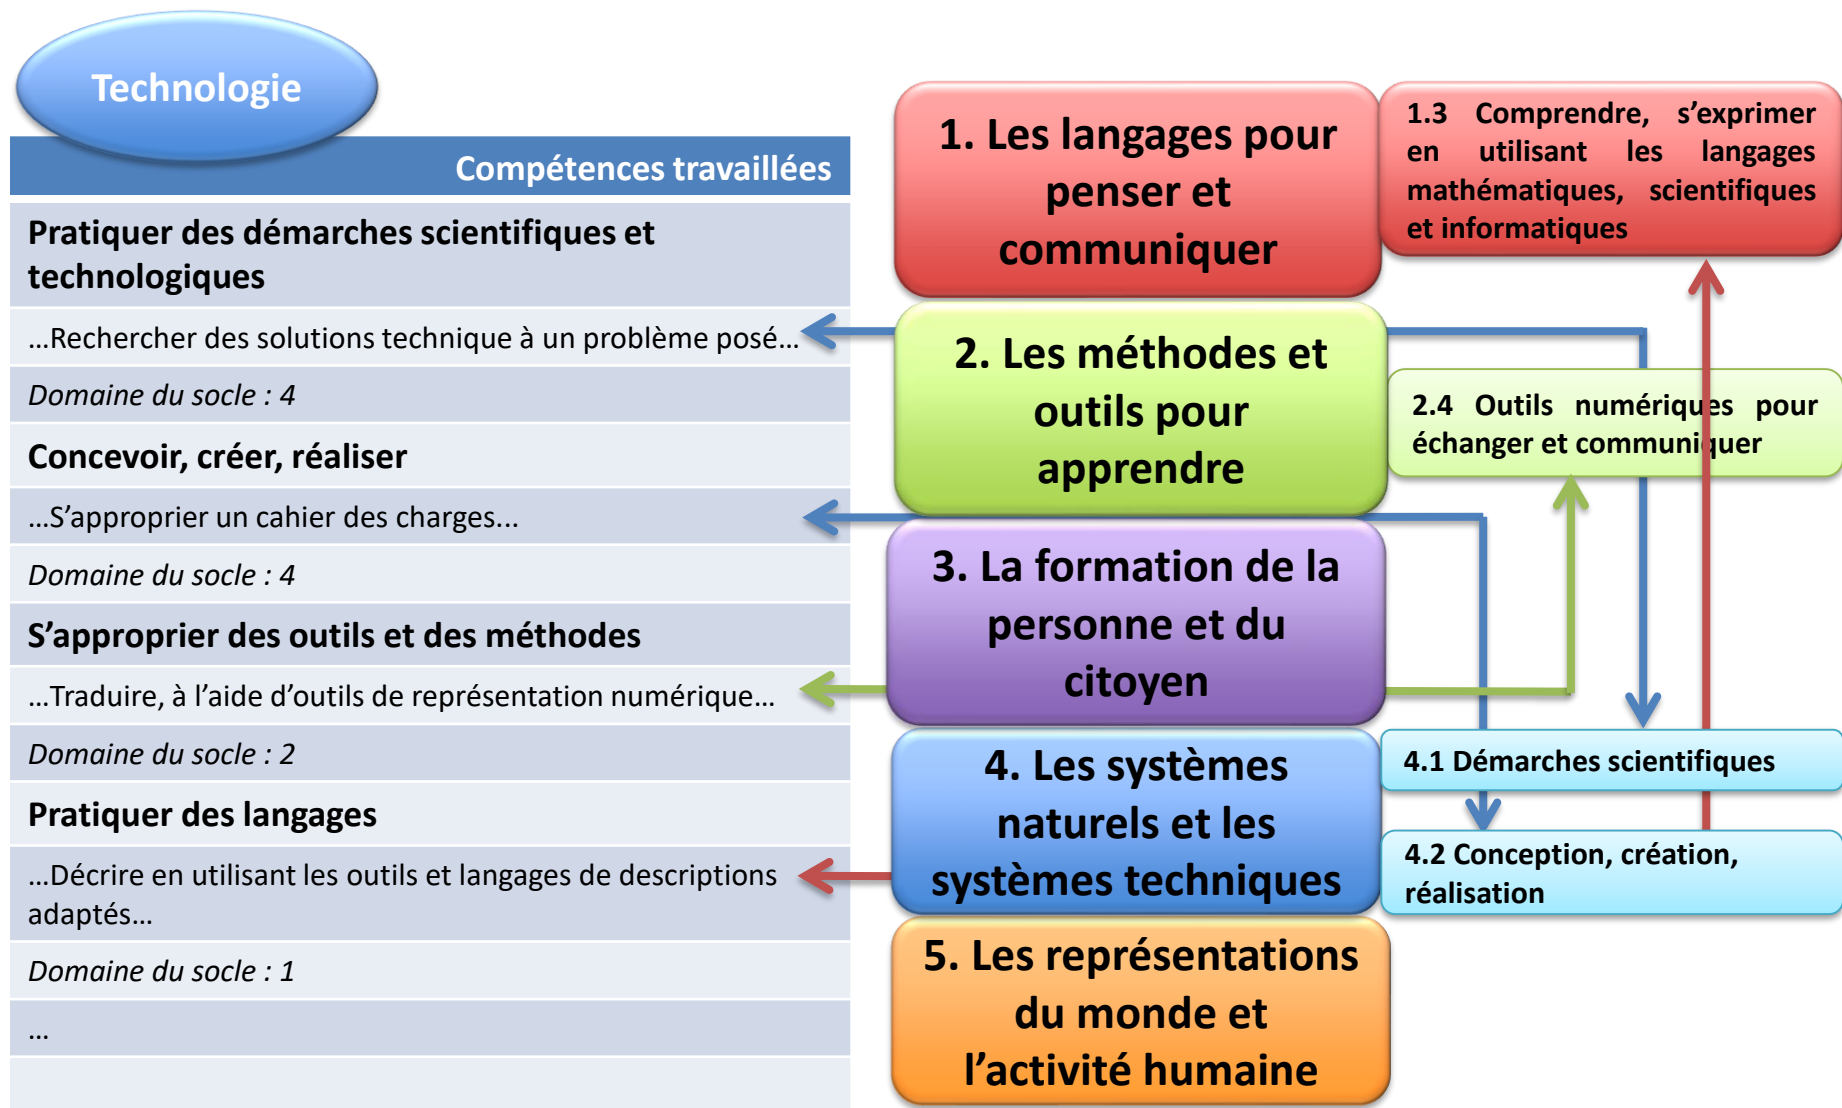 Technologie
Compétences travaillées
Pratiquer des démarches scientifiques et
technologiques
...Rechercher des solutions technique à un problème posé...
Domaine du socle : 4
Concevoir, créer, réaliser
...S’approprier un cahier des charges...
Domaine du socle : 4
S’approprier des outils et des méthodes
...Traduire, à l’aide d’outils de représentation numérique...
Domaine du socle : 2
Pratiquer des langages
...Décrire en utilisant les outils et langages de descriptions
adaptés...
Domaine du socle : 1
...
1. Les langages pour
penser et
communiquer
2. Les méthodes et
outils pour
apprendre
3. La formation de la
personne et du
citoyen
4. Les systèmes
naturels et les
systèmes techniques
5. Les représentations
du monde et
l’activité humaine
1.3 Comprendre, s’exprimer
en utilisant les langages
mathématiques, scientifiques
et informatiques
2.4 Outils numériques pour
échanger et communiquer
4.1 Démarches scientifiques
4.2 Conception, création,
réalisation